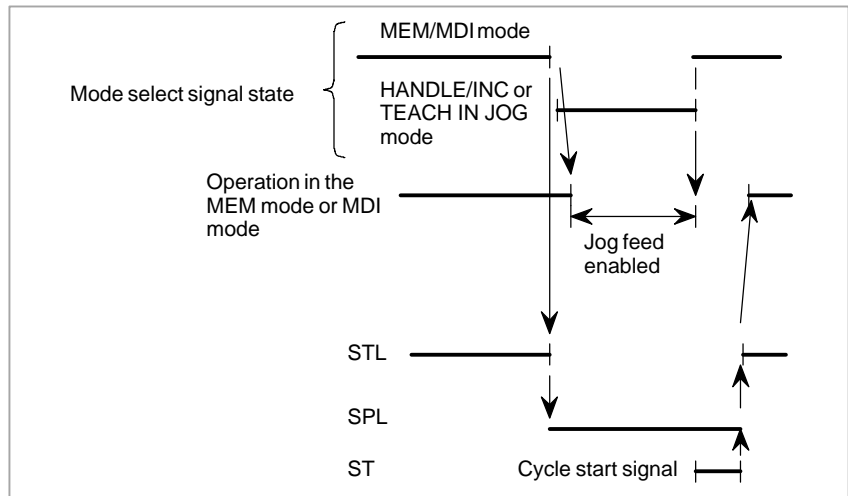 MEM/MDI mode
Mode select signal state
HANDLE/INC or
TEACH IN JOG
mode
Operation in the
MEM mode or MDI
mode
Jog feed
enabled
STL
SPL
ST
Cycle start signal